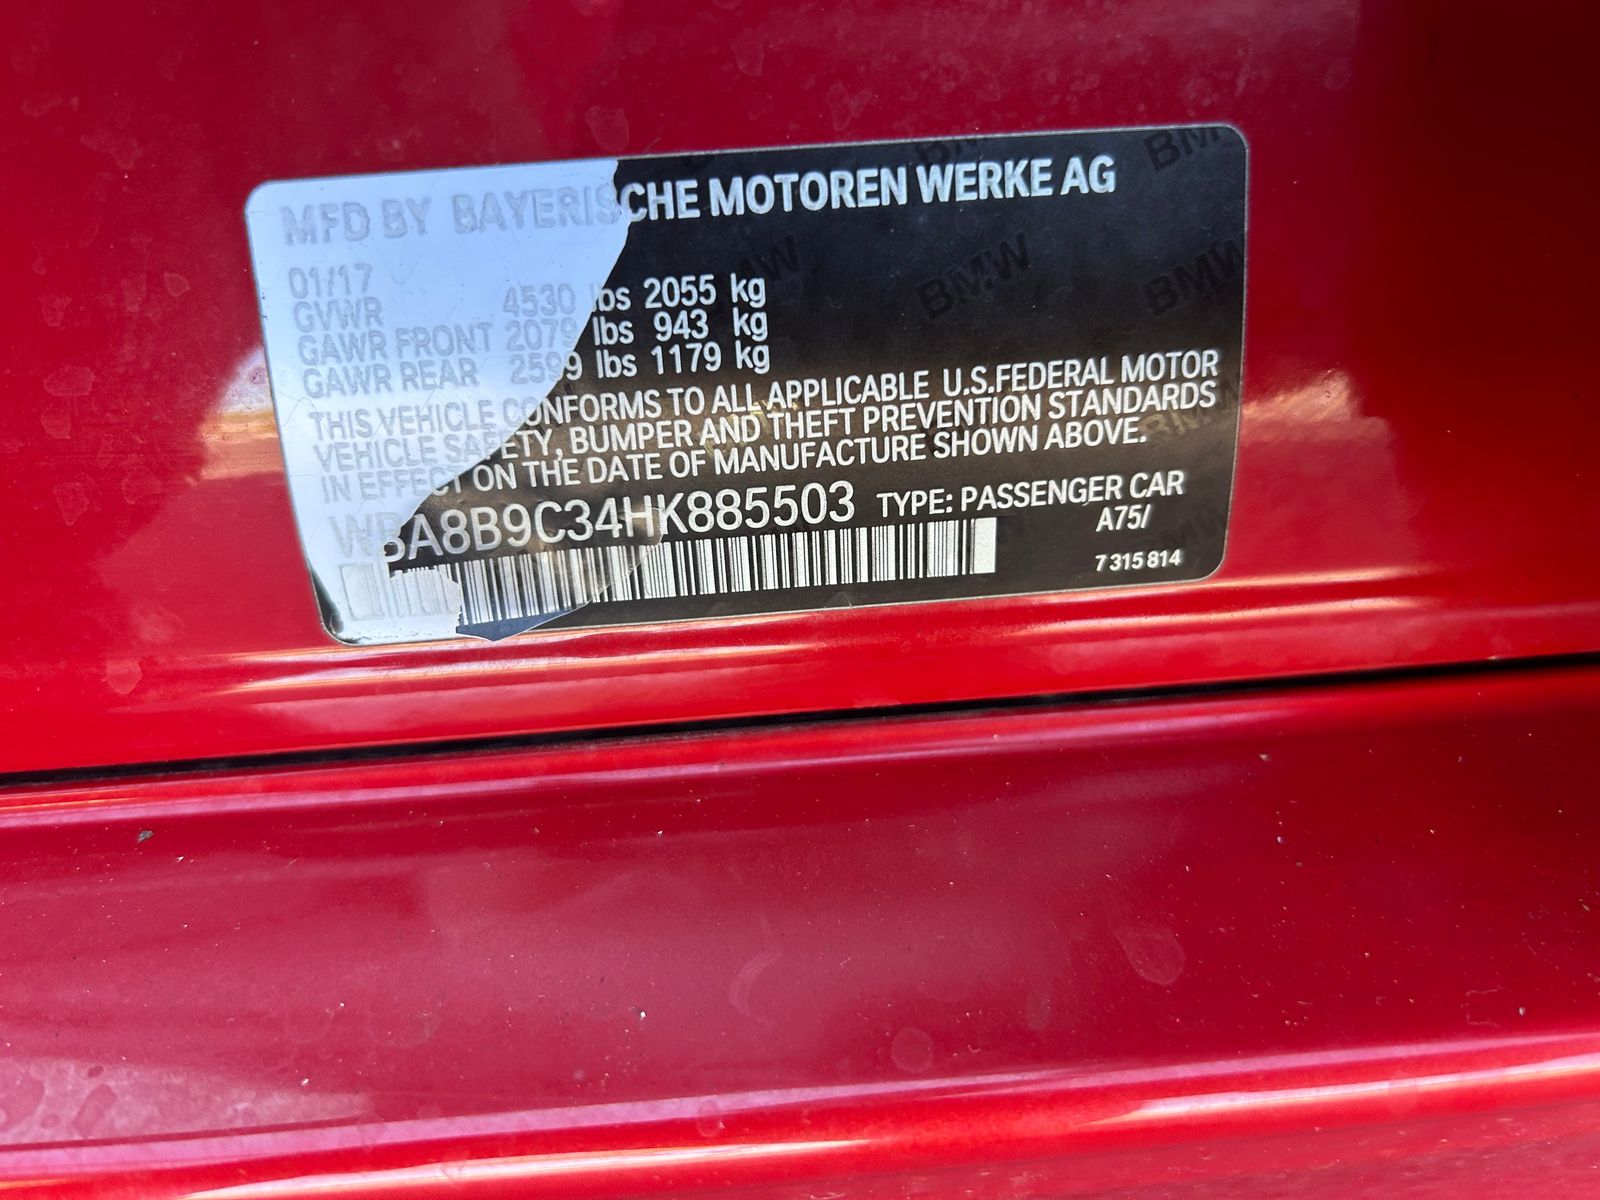 MFD BY BAYERISCHE MOTOREN WERKE AG
01/17
GVWR 4530 lbs 2055 kg
GAWR FRONT 2079 lbs 943 kg
GAWR REAR 2599 lbs 1179 kg
THIS VEHICLE CONFORMS TO ALL APPLICABLE U.S.FEDERAL MOTOR
VEHICLE SAFETY, BUMPER AND THEFT PREVENTION STANDARDS
IN EFFECT ON THE DATE OF MANUFACTURE SHOWN ABOVE.
WBA8B9C34HK885503 TYPE: PASSENGER CAR
A75/
7 315 814